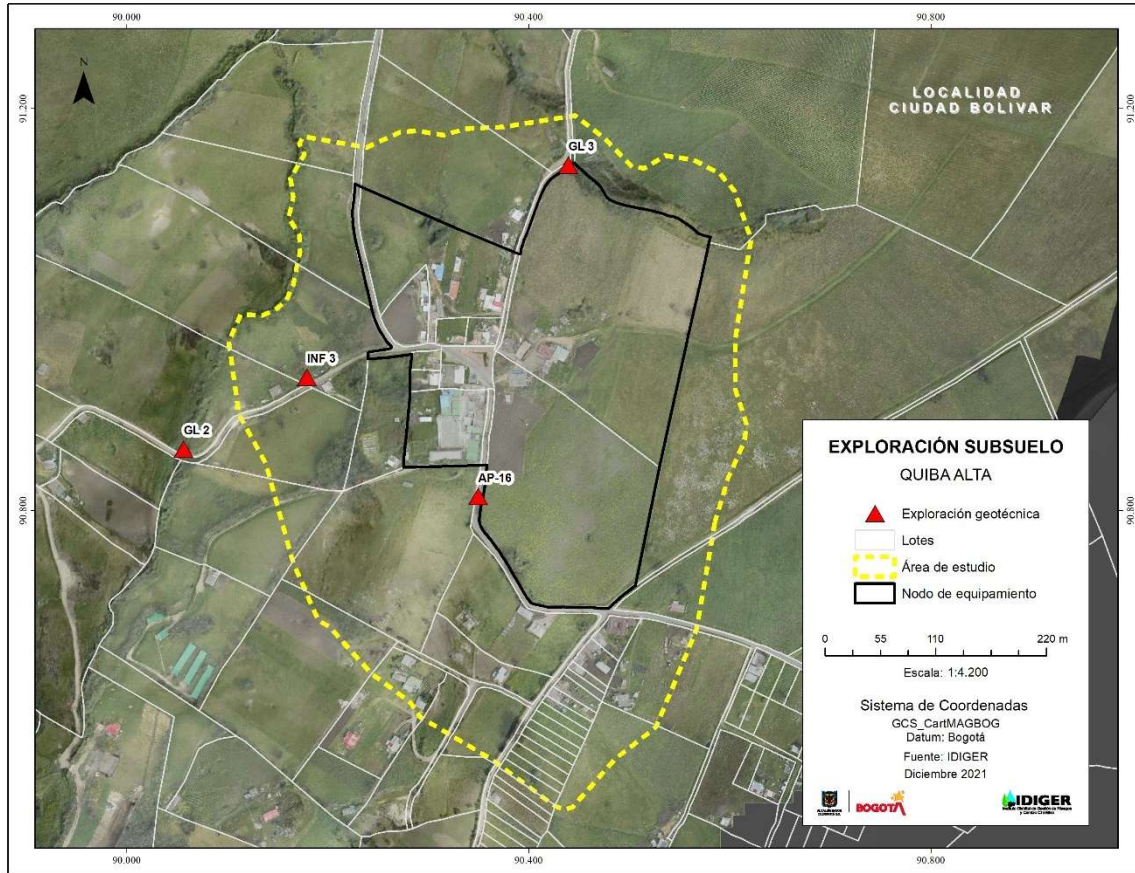 90.000
90.400
90.800
91.200
91.200
N
LOCALIDAD
CIUDAD BOLIVAR
GL 3
INF 3
GL 2
AP-16
90.800
90.800
EXPLORACIÓN SUBSUELO
QUIBA ALTA
Exploración geotécnica
Lotes
Área de estudio
Nodo de equipamiento
0 55 110 220 m
Escala: 1:4.200
Sistema de Coordenadas
GCS_CartMAGBOG
Datum: Bogotá
Fuente: IDIGER
Diciembre 2021
BOGOTÁ
IDIGER
90.000
90.400
90.800